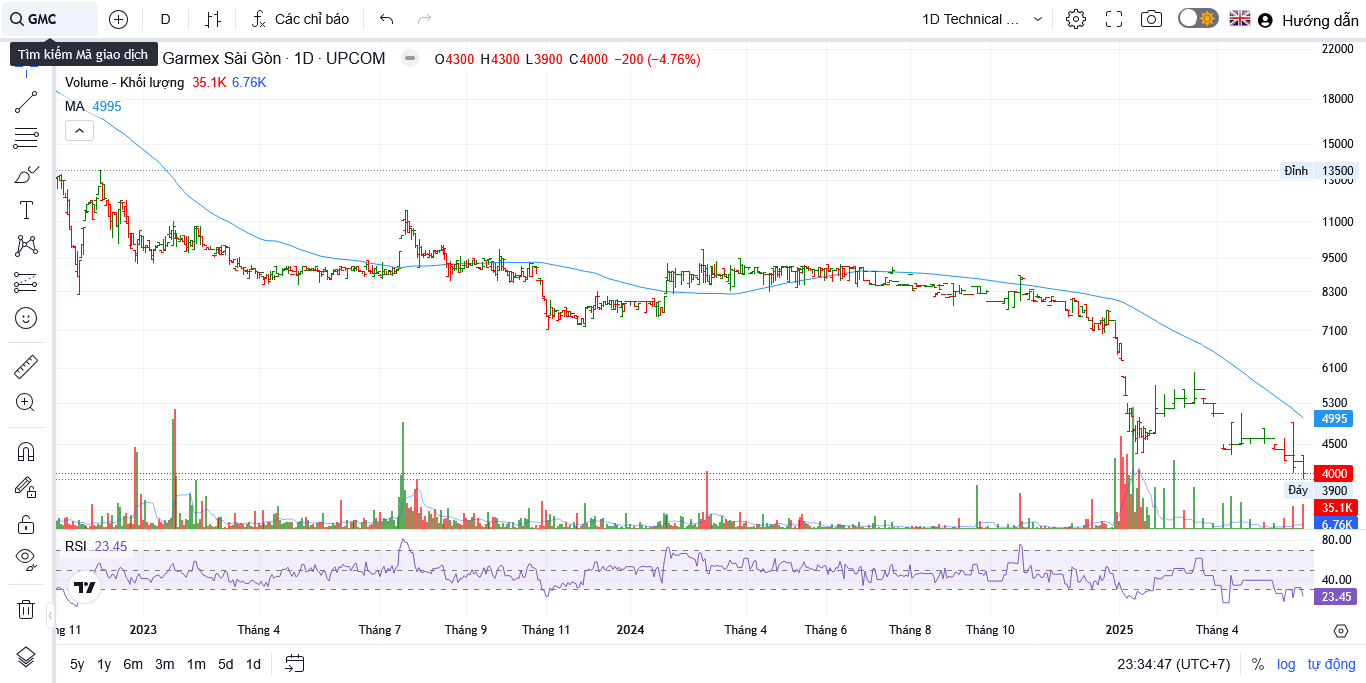 GMC
D
Các chỉ báo
1D Technical ...
Hướng dẫn
Tìm kiếm Mã giao dịch
Garmex Sài Gòn · 1D · UPCOM
O4300 H4300 L3900 C4000 −200 (−4.76%)
Volume - Khối lượng 35.1K 6.76K
MA 4995
22000
18000
15000
Đỉnh 13500
13000
11000
9500
8300
7100
6100
5300
4995
4500
4000
Đáy 3900
35.1K
6.76K
RSI 23.45
80.00
40.00
23.45
ng 11 2023 Tháng 4 Tháng 7 Tháng 9 Tháng 11 2024 Tháng 4 Tháng 6 Tháng 8 Tháng 10 2025 Tháng 4
5y 1y 6m 3m 1m 5d 1d
23:34:47 (UTC+7) % log tự động